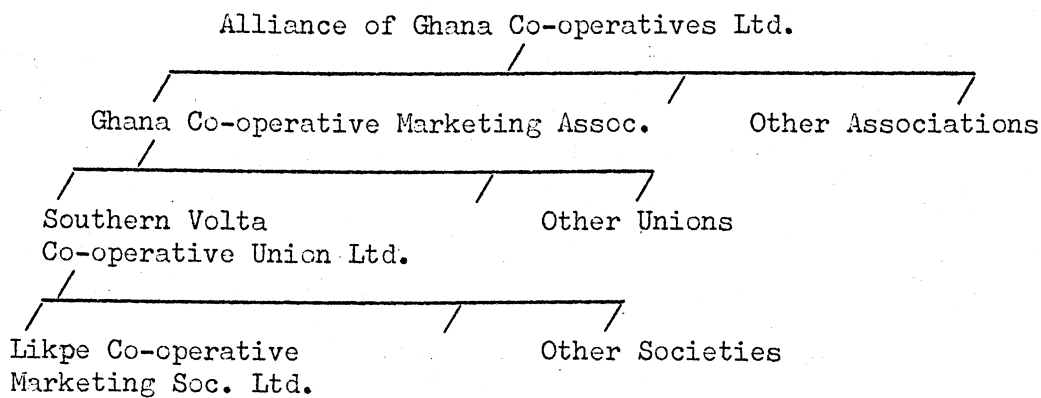 Alliance of Ghana Co-operatives Ltd.
Ghana Co-operative Marketing Assoc. Other Associations
Southern Volta Other Unions
Co-operative Union Ltd.
Likpe Co-operative Other Societies
Marketing Soc. Ltd.